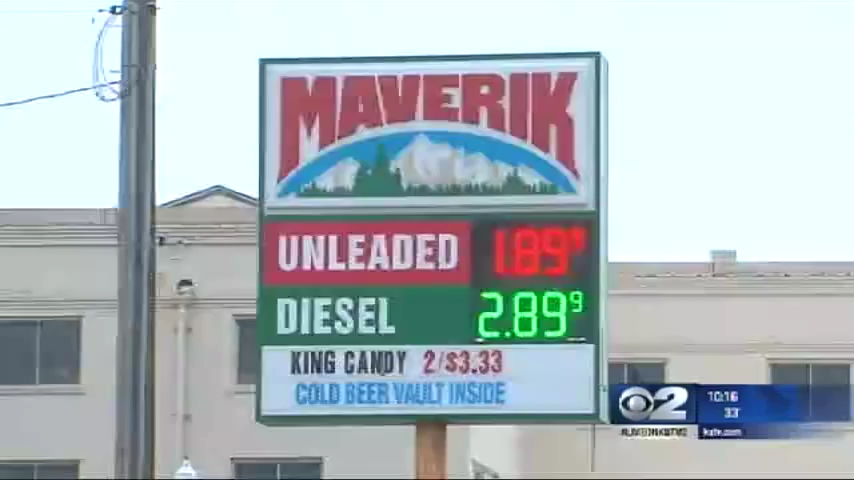 MAVERIK
UNLEADED 1.89⁹
DIESEL 2.89⁹
KING CANDY 2/$3.33
COLD BEER VAULT INSIDE
2
10:16
33°
kutv.com